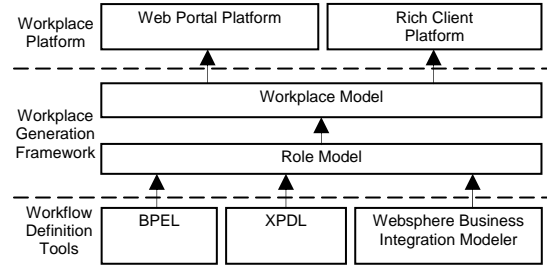 Workplace
Platform
Web Portal Platform
Rich Client
Platform
Workplace
Generation
Framework
Workplace Model
Role Model
Workflow
Definition
Tools
BPEL
XPDL
Websphere Business
Integration Modeler